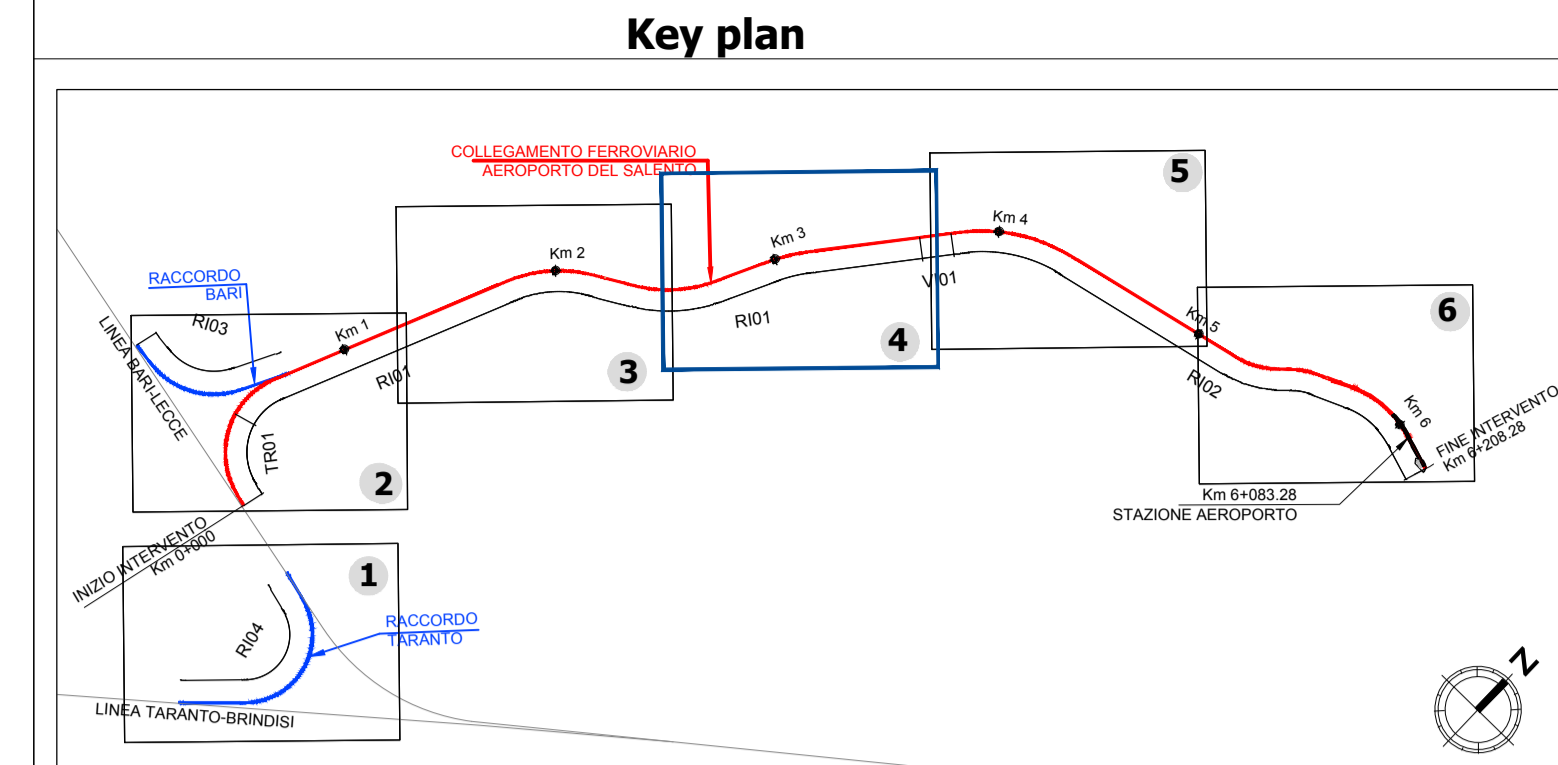 Key plan
COLLEGAMENTO FERROVIARIO
AEROPORTO DEL SALENTO
5
Km 4
Km 3
Km 2
VI01
RACCORDO
BARI
RI03
LINEA BARI-LECCE
Km 1
RI01
RI01
4
3
Km 5
6
RI02
Km 6
FINE INTERVENTO
Km 6+208.28
TR01
2
Km 6+083.28
STAZIONE AEROPORTO
INIZIO INTERVENTO
Km 0+000
1
RACCORDO
TARANTO
RI04
LINEA TARANTO-BRINDISI
N